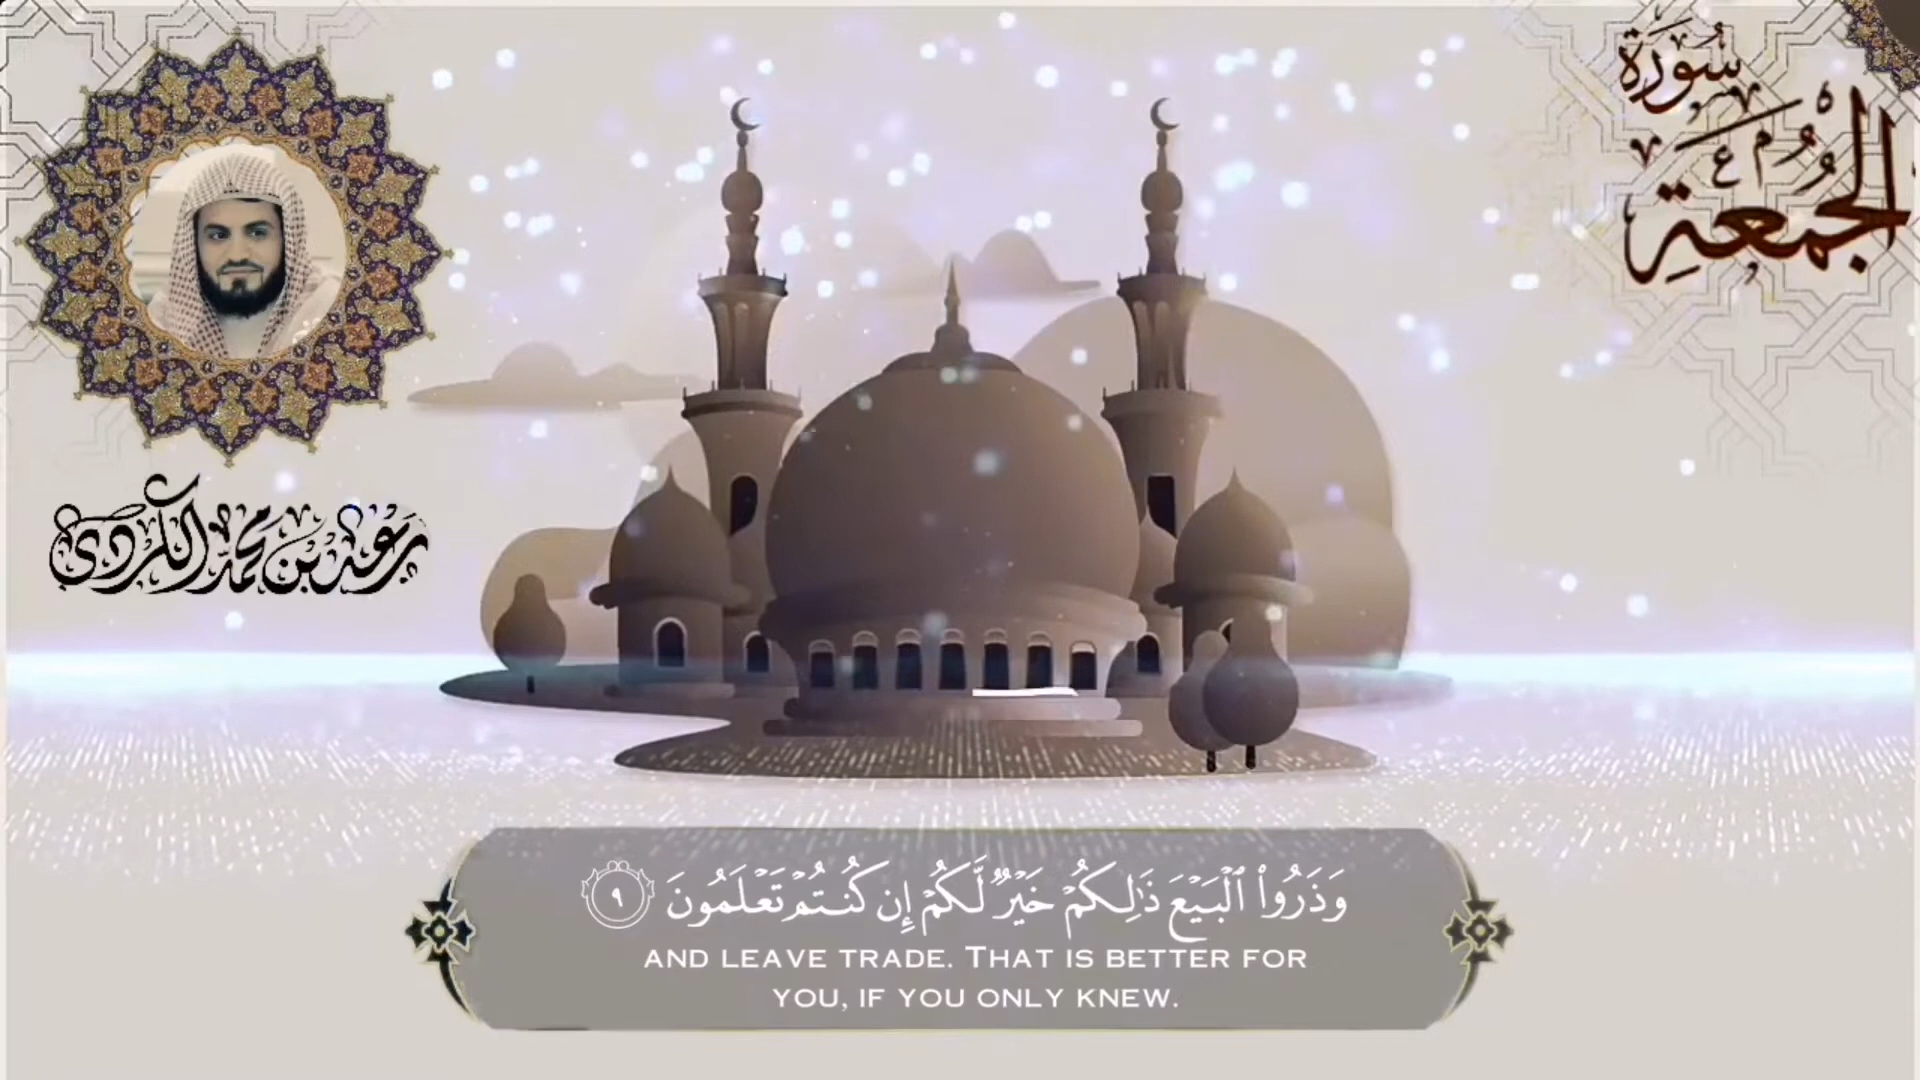 سُورَةُ
الجُمُعَةِ
رعد بن محمد الكردي
وَذَرُوا۟ ٱلْبَيْعَ ذَٰلِكُمْ خَيْرٌ لَّكُمْ إِن كُنتُمْ تَعْلَمُونَ ٩
AND LEAVE TRADE. THAT IS BETTER FOR
YOU, IF YOU ONLY KNEW.